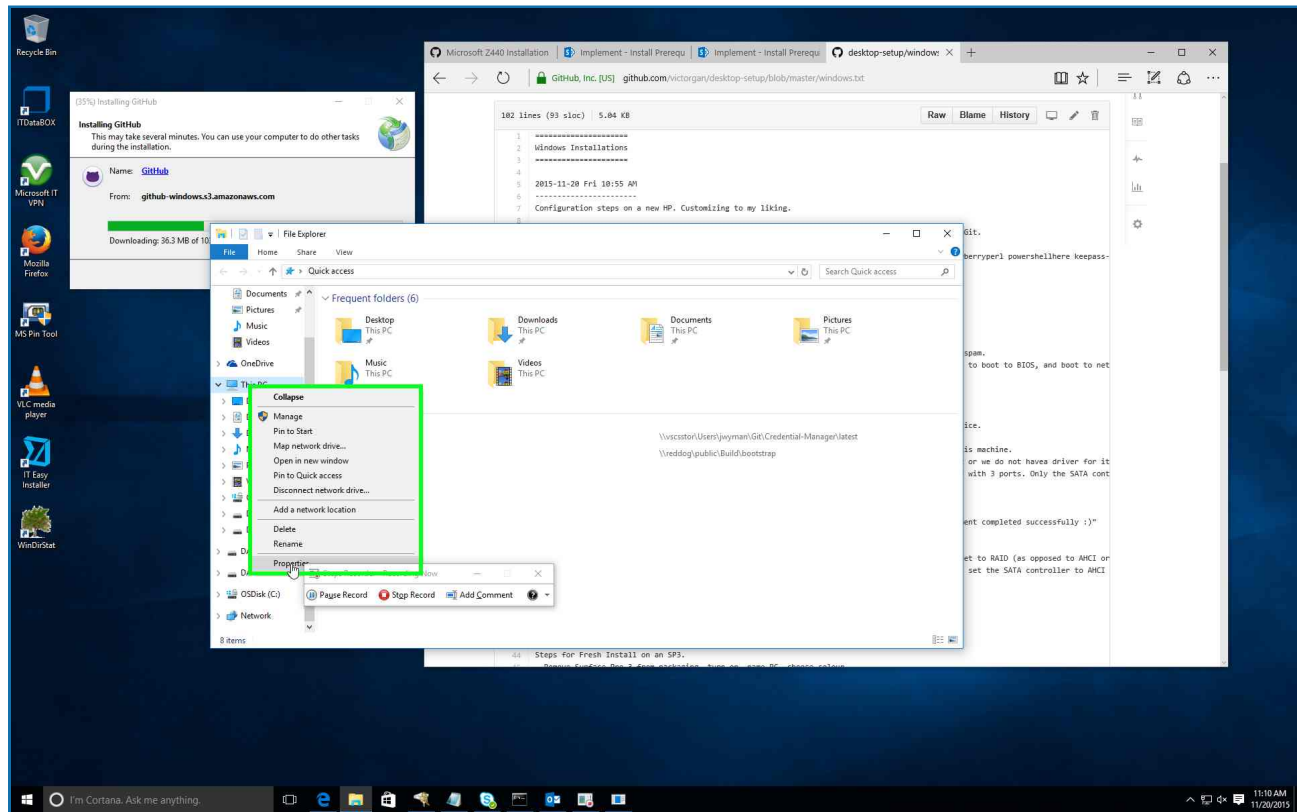 Recycle Bin
ITDataBOX
Microsoft IT
VPN
Mozilla
Firefox
MS Pin Tool
VLC media
player
IT Easy
Installer
WinDirStat
(35%) Installing GitHub
Installing GitHub
This may take several minutes. You can use your computer to do other tasks
during the installation.
Name: GitHub
From: github-windows.s3.amazonaws.com
Downloading: 36.3 MB of 10
Microsoft Z440 Installation
Implement - Install Prerequ
Implement - Install Prerequ
desktop-setup/window
GitHub, Inc. [US] github.com/victorgan/desktop-setup/blob/master/windows.txt
102 lines (93 sloc) 5.04 KB
Raw Blame History
1 =====================
2 Windows Installations
3 =====================
4
5 2015-11-20 Fri 10:55 AM
6 -----------------------
7 Configuration steps on a new HP. Customizing to my liking.
8
Git.
berryperl powershellhere keepass-
spam.
to boot to BIOS, and boot to net
ice.
is machine.
or we do not havea driver for it
with 3 ports. Only the SATA cont
ent completed successfully :)"
et to RAID (as opposed to AHCI or
set the SATA controller to AHCI
44 Steps for Fresh Install on an SP3.
File Explorer
File Home Share View
Quick access
Search Quick access
Documents
Pictures
Music
Videos
OneDrive
This PC
OSDisk (C:)
Network
8 items
Frequent folders (6)
Desktop
This PC
Downloads
This PC
Documents
This PC
Pictures
This PC
Music
This PC
Videos
This PC
\\vscsstor\Users\jwyman\Git\Credential-Manager\latest
\\reddog\public\Build\bootstrap
Collapse
Manage
Pin to Start
Map network drive...
Open in new window
Pin to Quick access
Disconnect network drive...
Add a network location
Delete
Rename
Properties
Pause Record Stop Record Add Comment
I'm Cortana. Ask me anything.
11:10 AM
11/20/2015